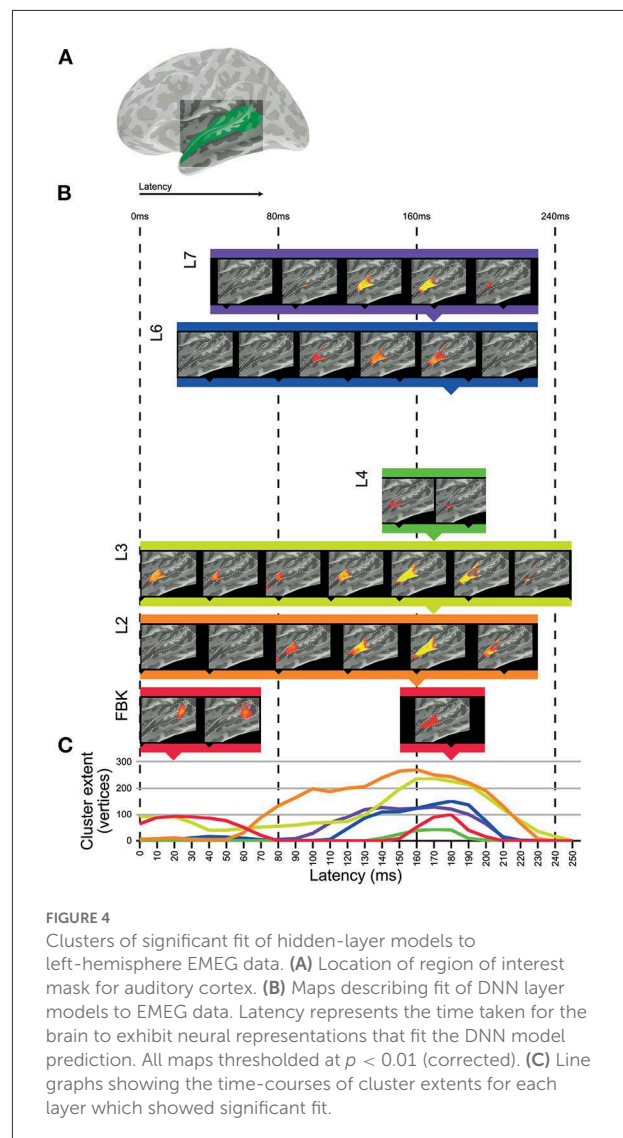 A
Latency
B
0ms 80ms 160ms 240ms
L7
L6
L4
L3
L2
FBK
C
Cluster extent
(vertices)
300
200
100
0
0 10 20 30 40 50 60 70 80 90 100 110 120 130 140 150 160 170 180 190 200 210 220 230 240 250
Latency (ms)
FIGURE 4
Clusters of significant fit of hidden-layer models to
left-hemisphere EMEG data. (A) Location of region of interest
mask for auditory cortex. (B) Maps describing fit of DNN layer
models to EMEG data. Latency represents the time taken for the
brain to exhibit neural representations that fit the DNN model
prediction. All maps thresholded at p < 0.01 (corrected). (C) Line
graphs showing the time-courses of cluster extents for each
layer which showed significant fit.